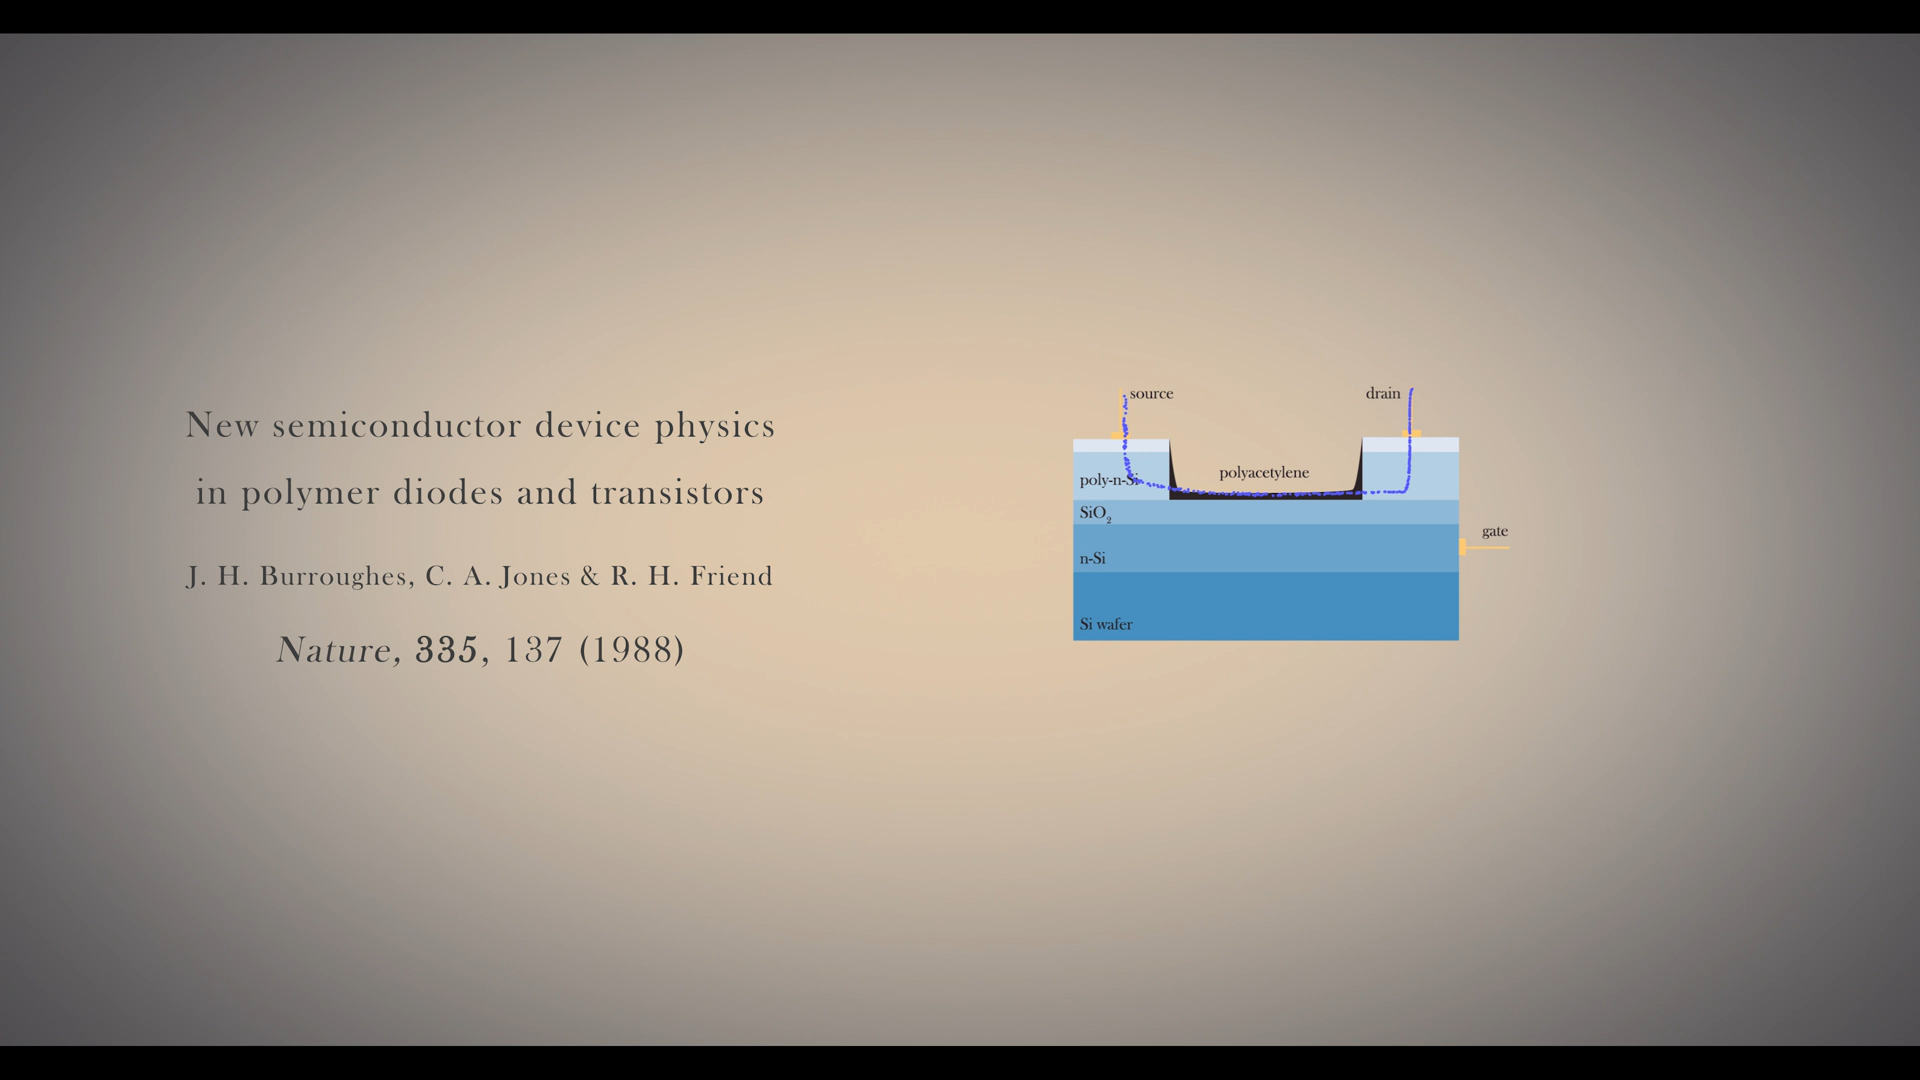 New semiconductor device physics
in polymer diodes and transistors
J. H. Burroughes, C. A. Jones & R. H. Friend
Nature, 335, 137 (1988)
source
drain
polyacetylene
poly-n-Si
SiO₂
gate
n-Si
Si wafer